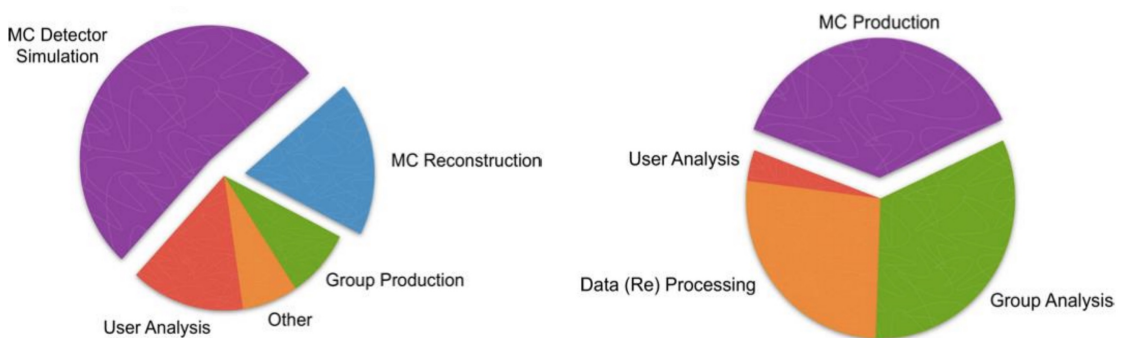 MC Detector
Simulation
MC Reconstruction
Group Production
Other
User Analysis
MC Production
User Analysis
Data (Re) Processing
Group Analysis